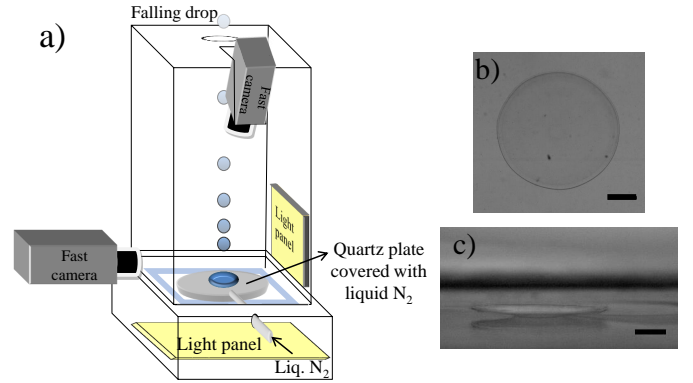 Falling drop
a)
Fast
camera
b)
Light
panel
Fast
camera
Quartz plate
covered with
liquid N₂
c)
Light panel
Liq. N₂